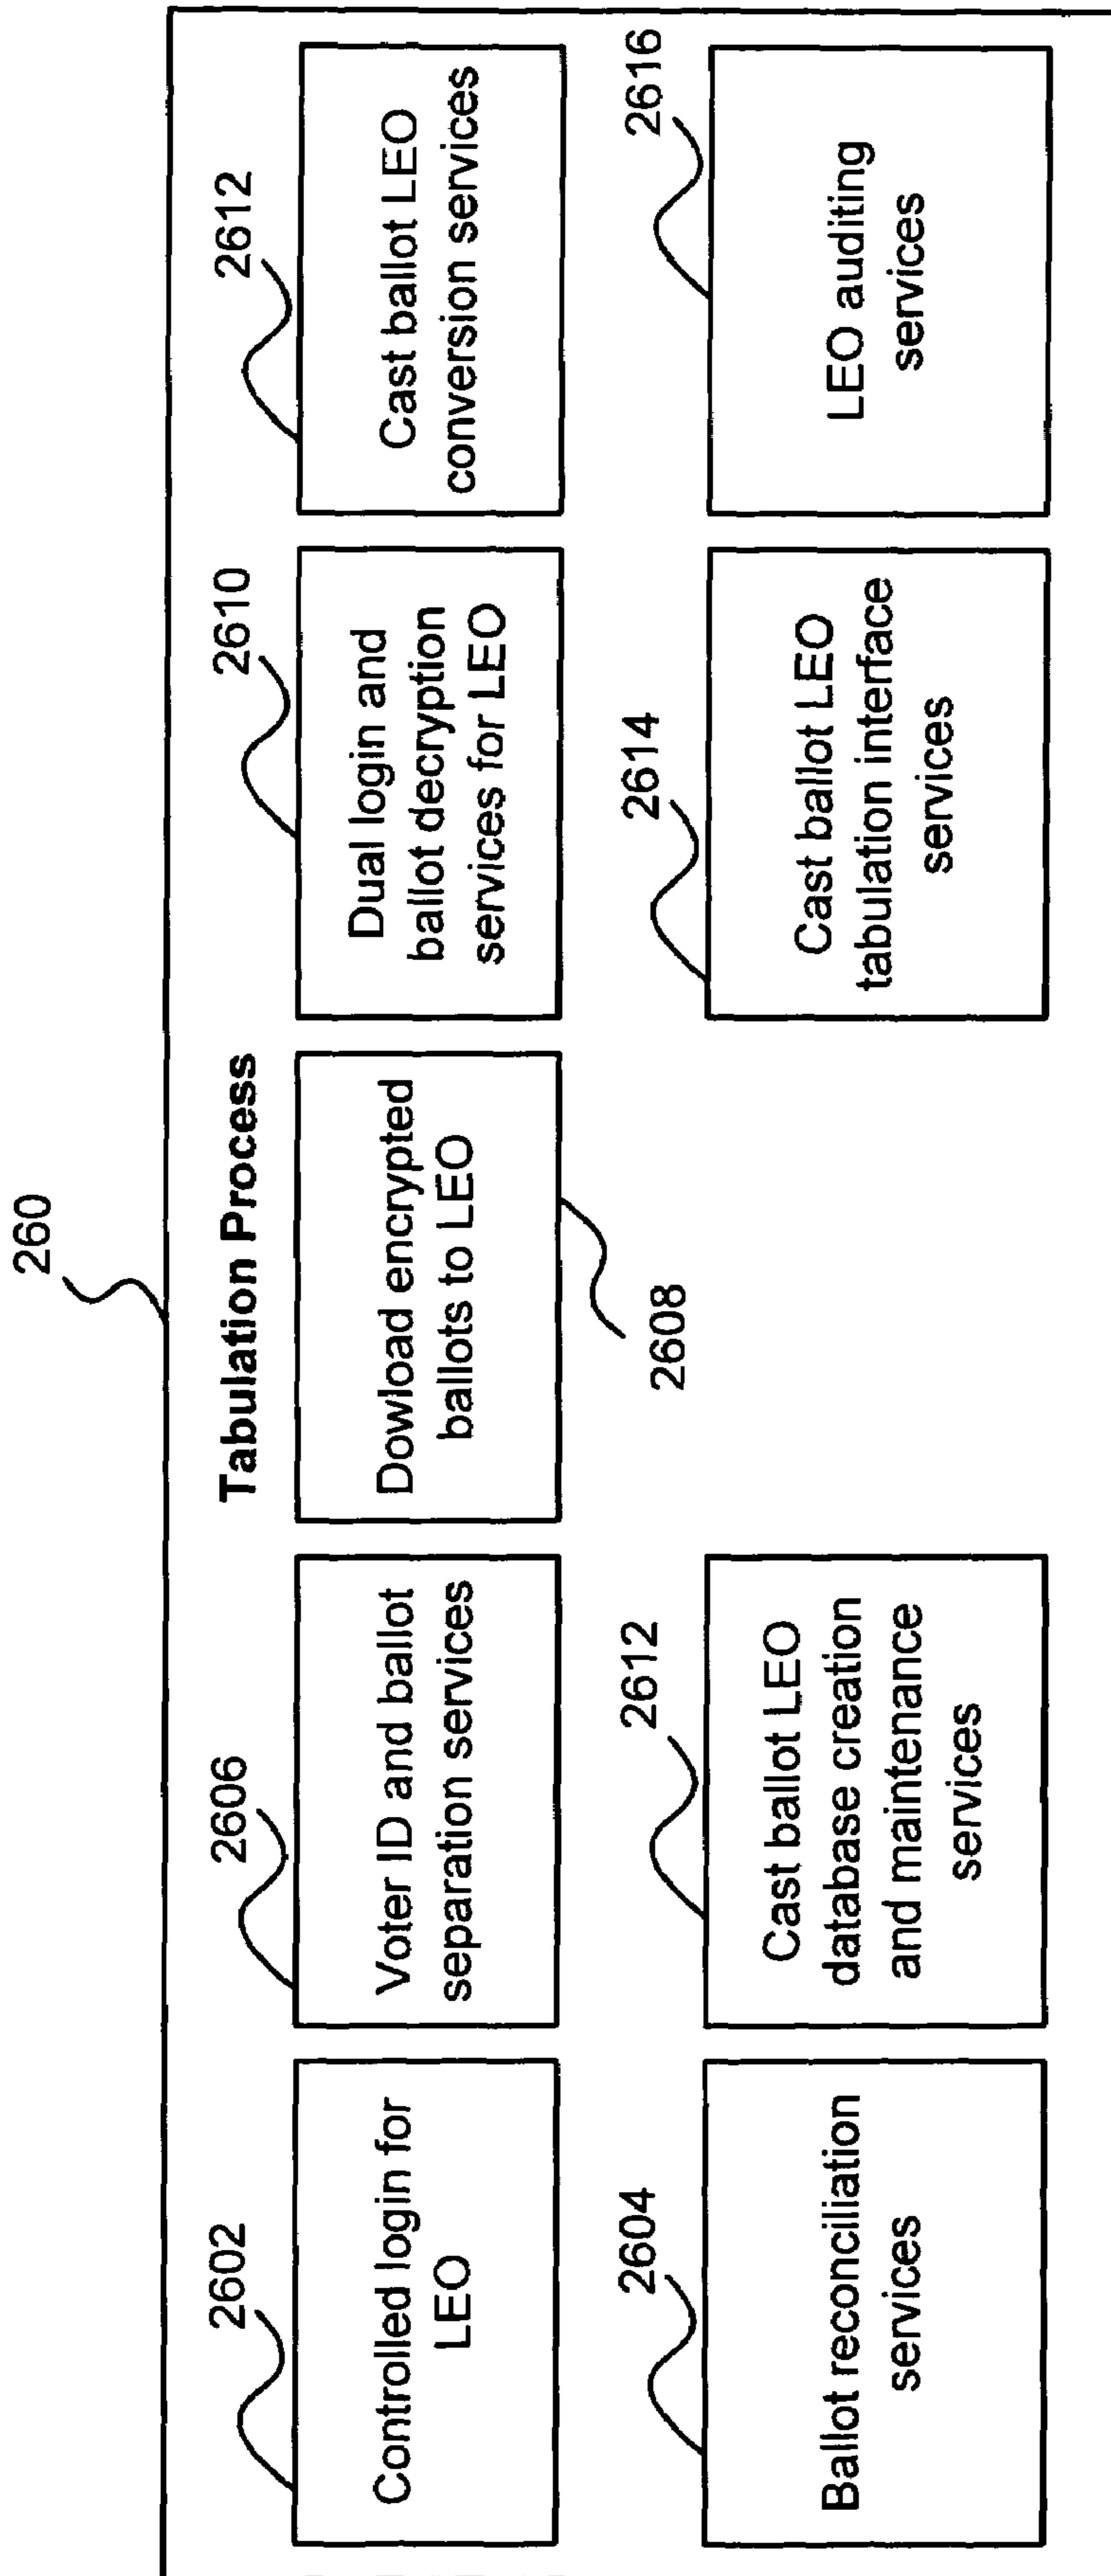 260
Tabulation Process
2602
Controlled login for
LEO
2606
Voter ID and ballot
separation services
Dowload encrypted
ballots to LEO
2608
2610
Dual login and
ballot decryption
services for LEO
2612
Cast ballot LEO
conversion services
2604
Ballot reconciliation
services
2612
Cast ballot LEO
database creation
and maintenance
services
2614
Cast ballot LEO
tabulation interface
services
2616
LEO auditing
services